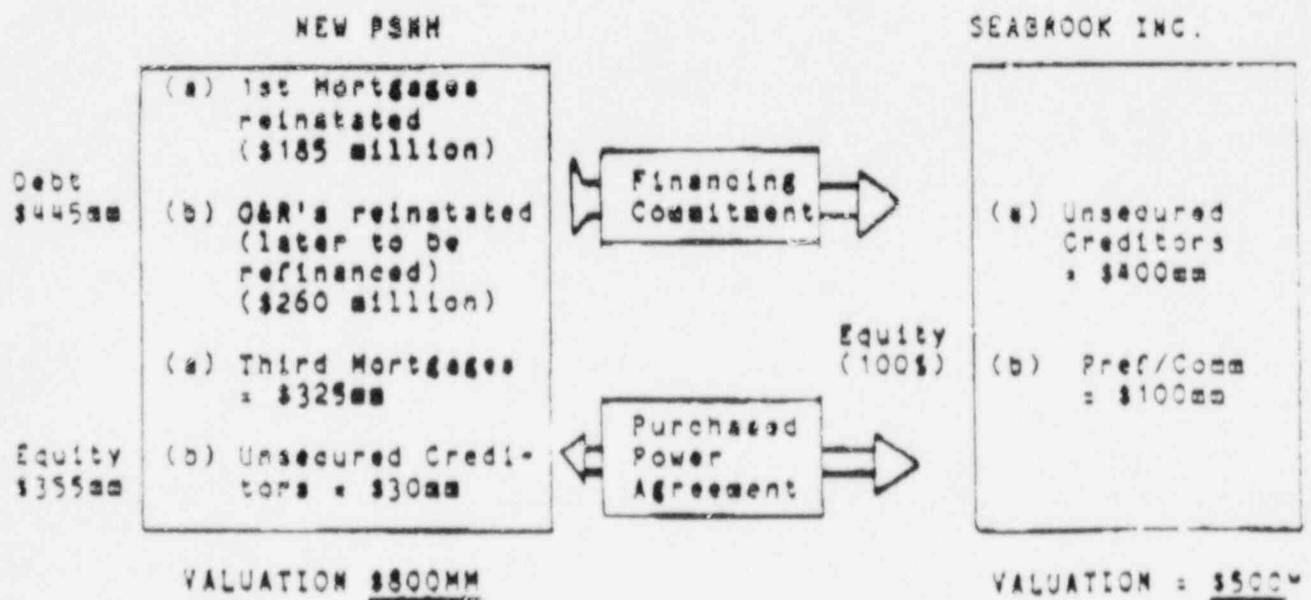 NEW PSNH
(a) 1st Mortgages
reinstated
($185 million)
Debt
$445mm
(b) G&R's reinstated
(later to be
refinanced)
($260 million)
(a) Third Mortgages
= $325mm
Equity
$355mm
(b) Unsecured Credi-
tors = $30mm
VALUATION $800MM
Financing
Commitment
Purchased
Power
Agreement
SEABROOK INC.
(a) Unsecured
Creditors
= $400mm
Equity
(100%)
(b) Pref/Comm
= $100mm
VALUATION = $500M